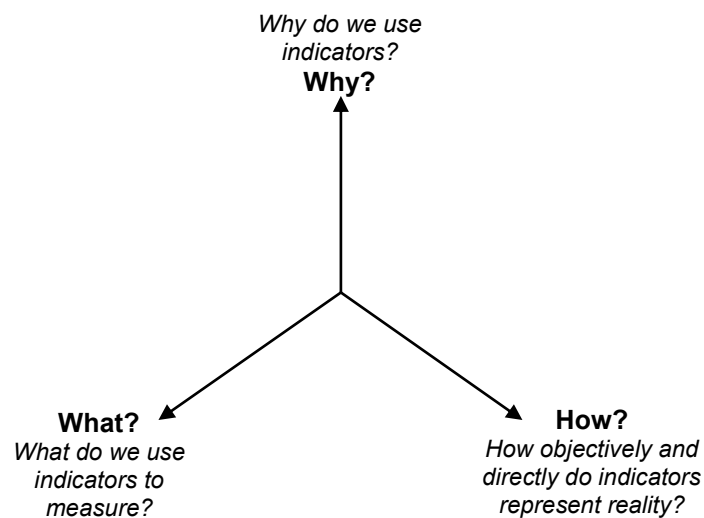 Why do we use
indicators?
Why?
What?
What do we use
indicators to
measure?
How?
How objectively and
directly do indicators
represent reality?